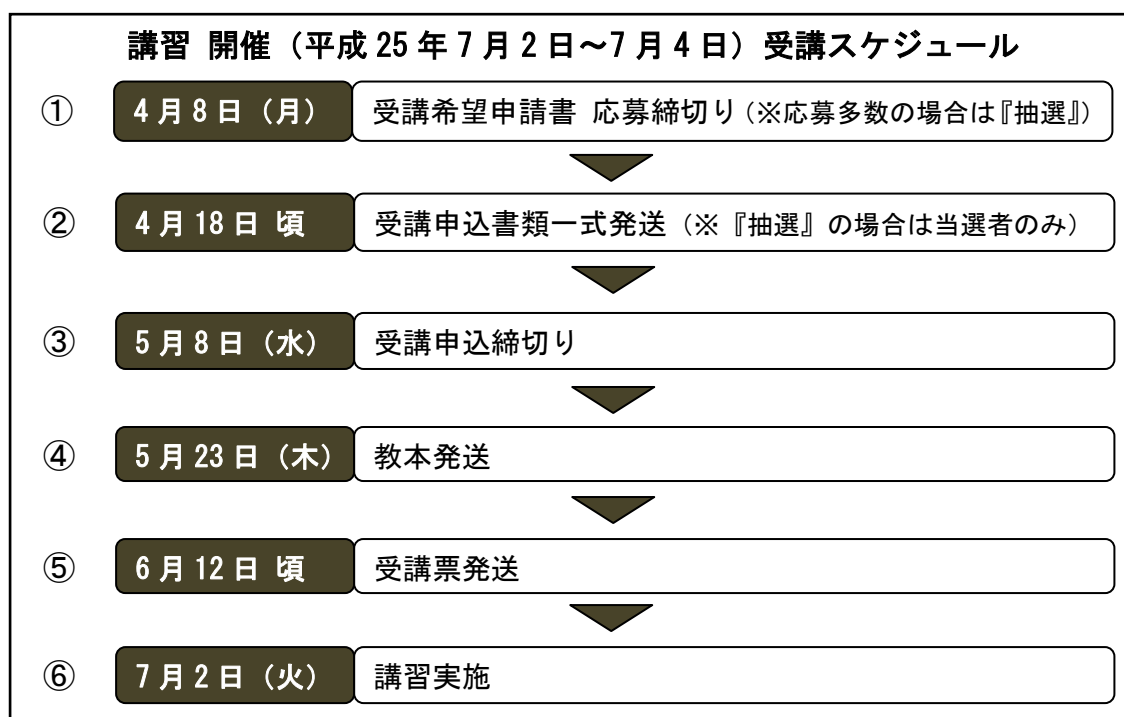 講習 開催（平成 25 年 7 月 2 日～7 月 4 日）受講スケジュール
① 4 月 8 日（月） 受講希望申請書 応募締切り（※応募多数の場合は『抽選』）
② 4 月 18 日 頃 受講申込書類一式発送（※『抽選』の場合は当選者のみ）
③ 5 月 8 日（水） 受講申込締切り
④ 5 月 23 日（木） 教本発送
⑤ 6 月 12 日 頃 受講票発送
⑥ 7 月 2 日（火） 講習実施